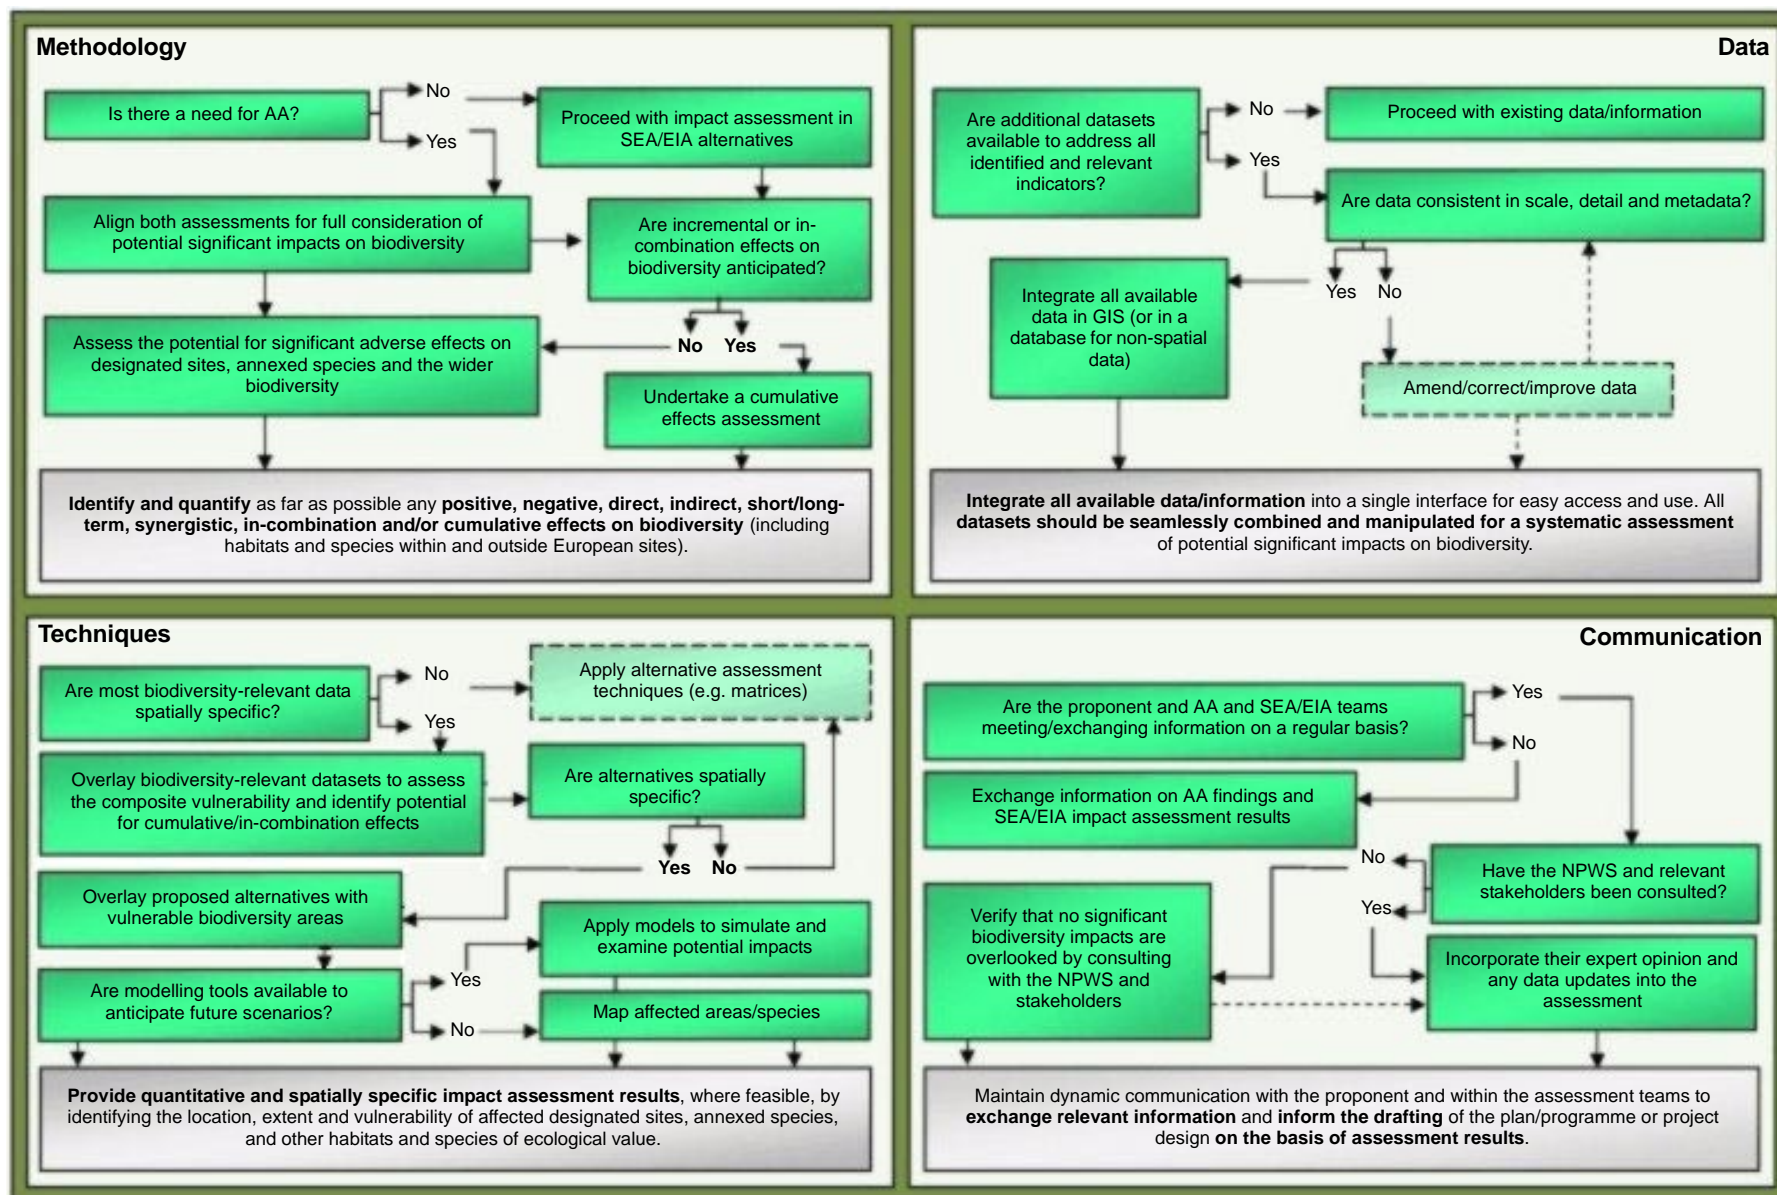 Methodology
Is there a need for AA?
No
Yes
Proceed with impact assessment in
SEA/EIA alternatives
Align both assessments for full consideration of
potential significant impacts on biodiversity
Are incremental or in-
combination effects on
biodiversity anticipated?
No Yes
Assess the potential for significant adverse effects on
designated sites, annexed species and the wider
biodiversity
Undertake a cumulative
effects assessment
Identify and quantify as far as possible any positive, negative, direct, indirect, short/long-
term, synergistic, in-combination and/or cumulative effects on biodiversity (including
habitats and species within and outside European sites).
Data
Are additional datasets
available to address all
identified and relevant
indicators?
No
Yes
Proceed with existing data/information
Are data consistent in scale, detail and metadata?
Yes No
Integrate all available
data in GIS (or in a
database for non-spatial
data)
Amend/correct/improve data
Integrate all available data/information into a single interface for easy access and use. All
datasets should be seamlessly combined and manipulated for a systematic assessment
of potential significant impacts on biodiversity.
Techniques
Are most biodiversity-relevant data
spatially specific?
No
Yes
Apply alternative assessment
techniques (e.g. matrices)
Overlay biodiversity-relevant datasets to assess
the composite vulnerability and identify potential
for cumulative/in-combination effects
Are alternatives spatially
specific?
Yes No
Overlay proposed alternatives with
vulnerable biodiversity areas
Apply models to simulate and
examine potential impacts
Are modelling tools available to
anticipate future scenarios?
Yes
No
Map affected areas/species
Provide quantitative and spatially specific impact assessment results, where feasible, by
identifying the location, extent and vulnerability of affected designated sites, annexed species,
and other habitats and species of ecological value.
Communication
Are the proponent and AA and SEA/EIA teams
meeting/exchanging information on a regular basis?
Yes
No
Exchange information on AA findings and
SEA/EIA impact assessment results
No
Yes
Have the NPWS and relevant
stakeholders been consulted?
Verify that no significant
biodiversity impacts are
overlooked by consulting
with the NPWS and
stakeholders
Incorporate their expert opinion and
any data updates into the
assessment
Maintain dynamic communication with the proponent and within the assessment teams to
exchange relevant information and inform the drafting of the plan/programme or project
design on the basis of assessment results.